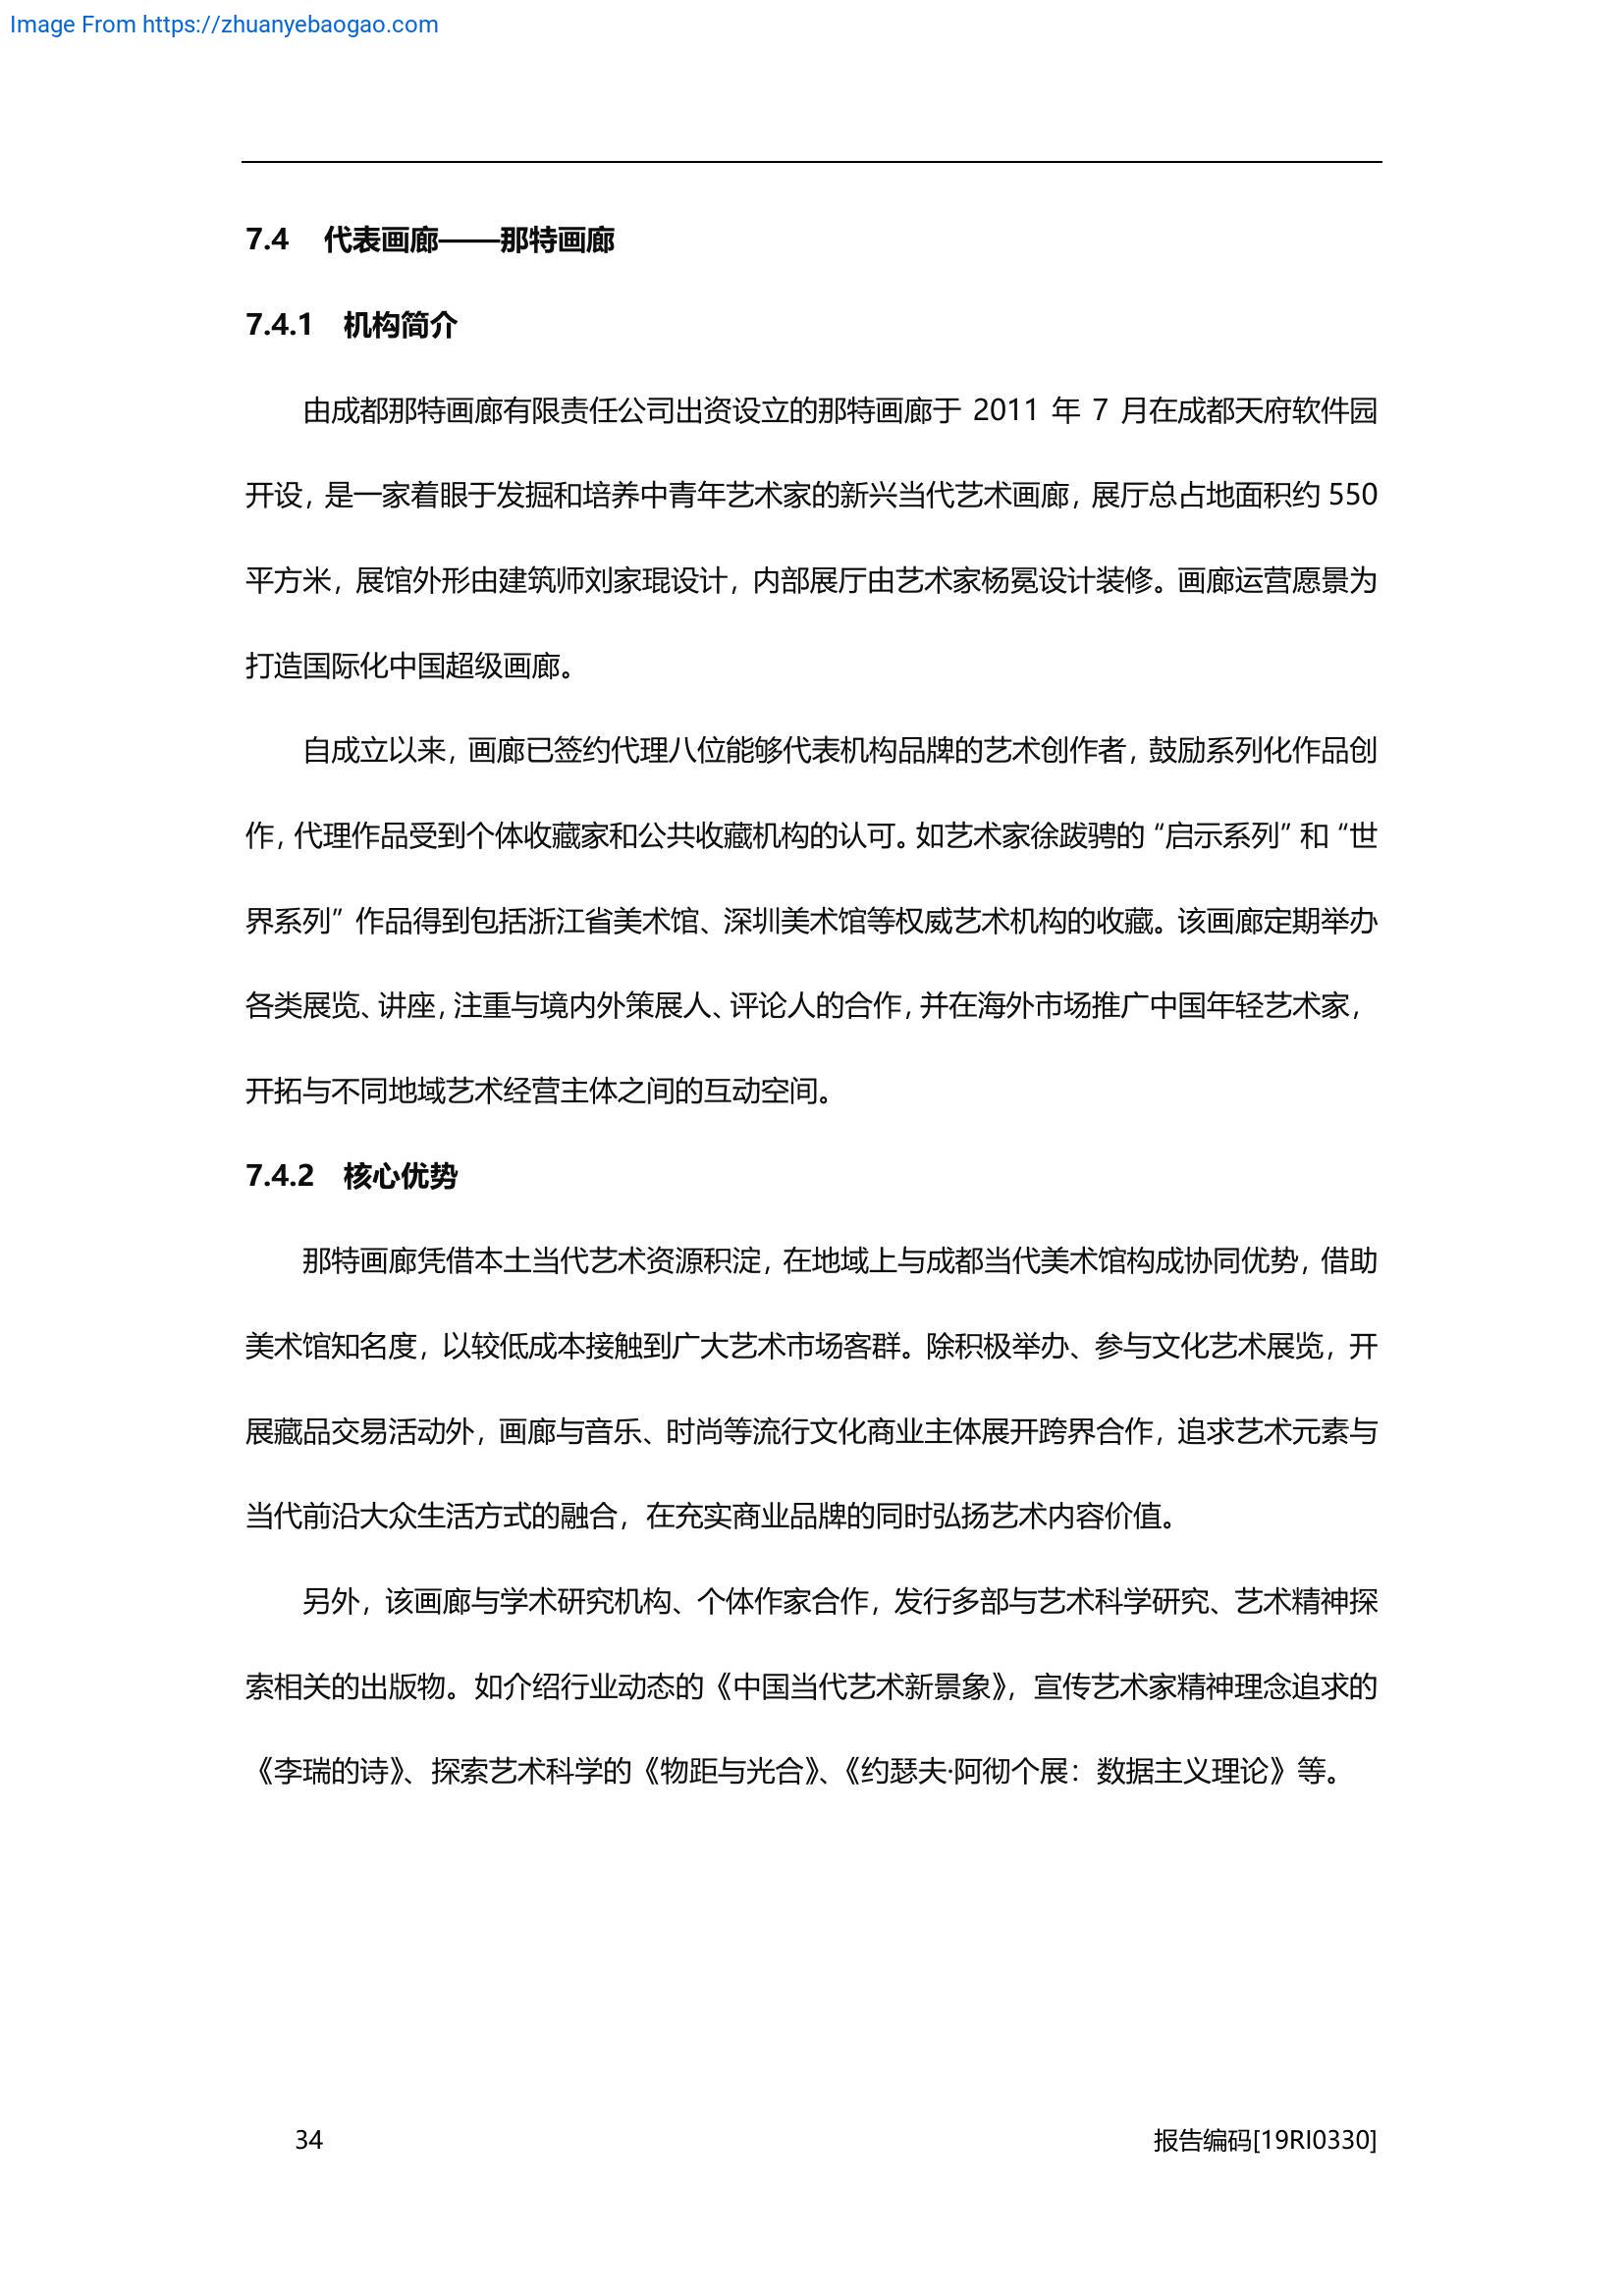 Image From https://zhuanyebaogao.com
7.4 代表画廊——那特画廊
7.4.1 机构简介
由成都那特画廊有限责任公司出资设立的那特画廊于 2011 年 7 月在成都天府软件园
开设，是一家着眼于发掘和培养中青年艺术家的新兴当代艺术画廊，展厅总占地面积约 550
平方米，展馆外形由建筑师刘家琨设计，内部展厅由艺术家杨冕设计装修。画廊运营愿景为
打造国际化中国超级画廊。
自成立以来，画廊已签约代理八位能够代表机构品牌的艺术创作者，鼓励系列化作品创
作，代理作品受到个体收藏家和公共收藏机构的认可。如艺术家徐跋骋的“启示系列”和“世
界系列”作品得到包括浙江省美术馆、深圳美术馆等权威艺术机构的收藏。该画廊定期举办
各类展览、讲座，注重与境内外策展人、评论人的合作，并在海外市场推广中国年轻艺术家，
开拓与不同地域艺术经营主体之间的互动空间。
7.4.2 核心优势
那特画廊凭借本土当代艺术资源积淀，在地域上与成都当代美术馆构成协同优势，借助
美术馆知名度，以较低成本接触到广大艺术市场客群。除积极举办、参与文化艺术展览，开
展藏品交易活动外，画廊与音乐、时尚等流行文化商业主体展开跨界合作，追求艺术元素与
当代前沿大众生活方式的融合，在充实商业品牌的同时弘扬艺术内容价值。
另外，该画廊与学术研究机构、个体作家合作，发行多部与艺术科学研究、艺术精神探
索相关的出版物。如介绍行业动态的《中国当代艺术新景象》，宣传艺术家精神理念追求的
《李瑞的诗》、探索艺术科学的《物距与光合》、《约瑟夫·阿彻个展：数据主义理论》等。
34 报告编码[19RI0330]